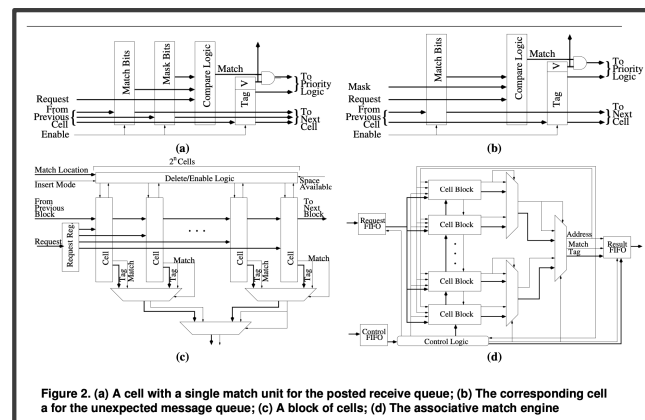 Match Bits
Mask Bits
Compare Logic
Match
V
Tag
To
Priority
Logic
Request
From
Previous
Cell
To
Next
Cell
Enable
(a)
Match Bits
Compare Logic
Match
V
Tag
To
Priority
Logic
Mask
Request
From
Previous
Cell
To
Next
Cell
Enable
(b)
2ⁿ Cells
Match Location
Delete/Enable Logic
Insert Mode
Space
Available
From
Previous
Block
To
Next
Block
Request
Request Reg.
Cell
Cell
Cell
Cell
. . .
Match
Tag
Match
Tag
Match
Tag
Match
Tag
Match
(c)
Request
FIFO
Cell Block
Cell Block
Cell Block
Cell Block
Address
Match
Tag
Result
FIFO
Control
FIFO
Control Logic
(d)
Figure 2. (a) A cell with a single match unit for the posted receive queue; (b) The corresponding cell
a for the unexpected message queue; (c) A block of cells; (d) The associative match engine